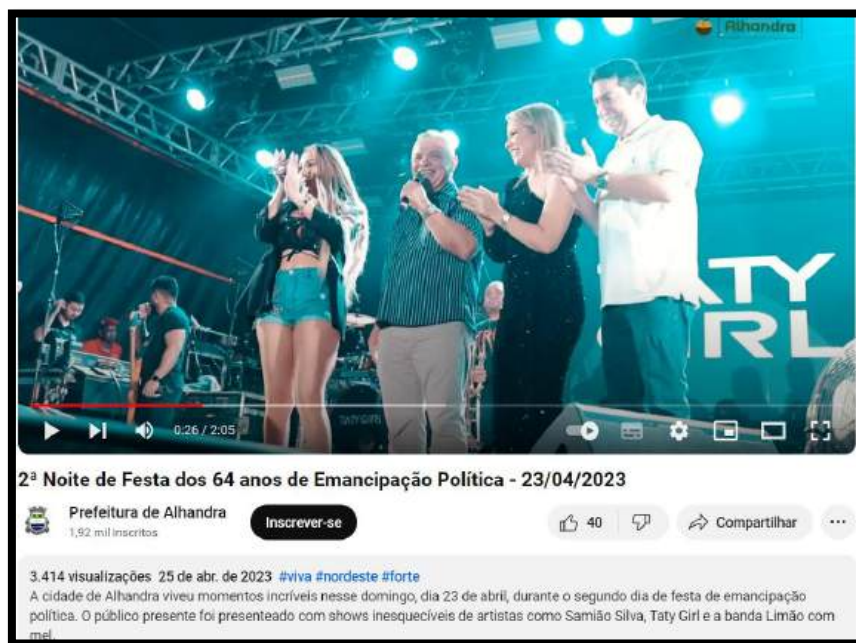 Alhandra
TATY
GIRL
TATY GIRL
0:26 / 2:05
2ª Noite de Festa dos 64 anos de Emancipação Política - 23/04/2023
Prefeitura de Alhandra
1,92 mil inscritos
Inscrever-se
40
Compartilhar
3.414 visualizações 25 de abr. de 2023 #viva #nordeste #forte
A cidade de Alhandra viveu momentos incríveis nesse domingo, dia 23 de abril, durante o segundo dia de festa de emancipação
política. O público presente foi presenteado com shows inesquecíveis de artistas como Samião Silva, Taty Girl e a banda Limão com
mel.